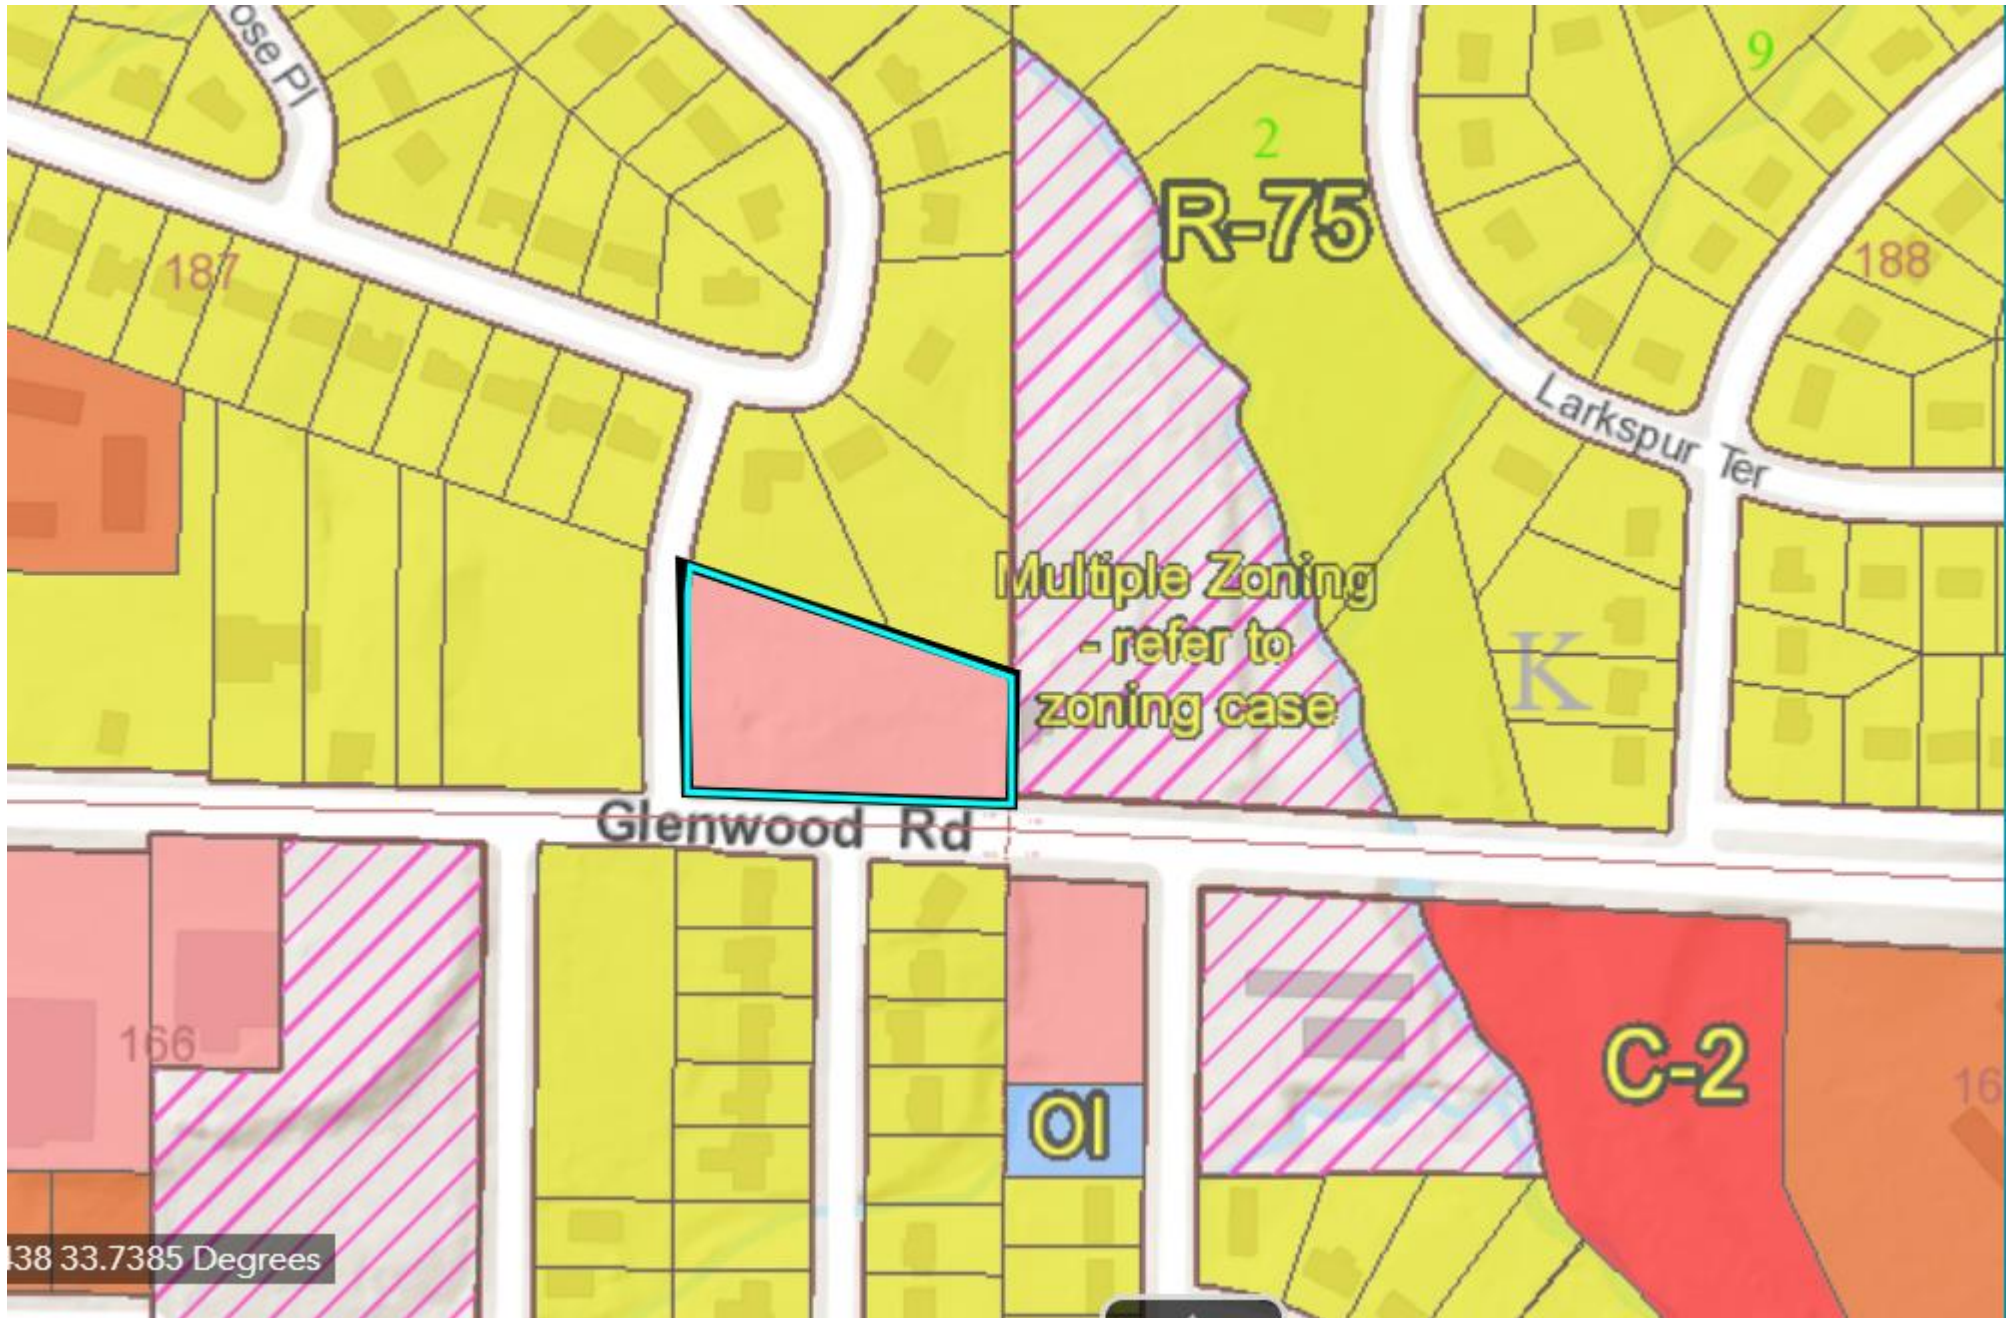 ose Pl
9
2
R-75
187
188
Larkspur Ter
Multiple Zoning
- refer to
zoning case
K
Glenwood Rd
166
C-2
16
OI
438 33.7385 Degrees